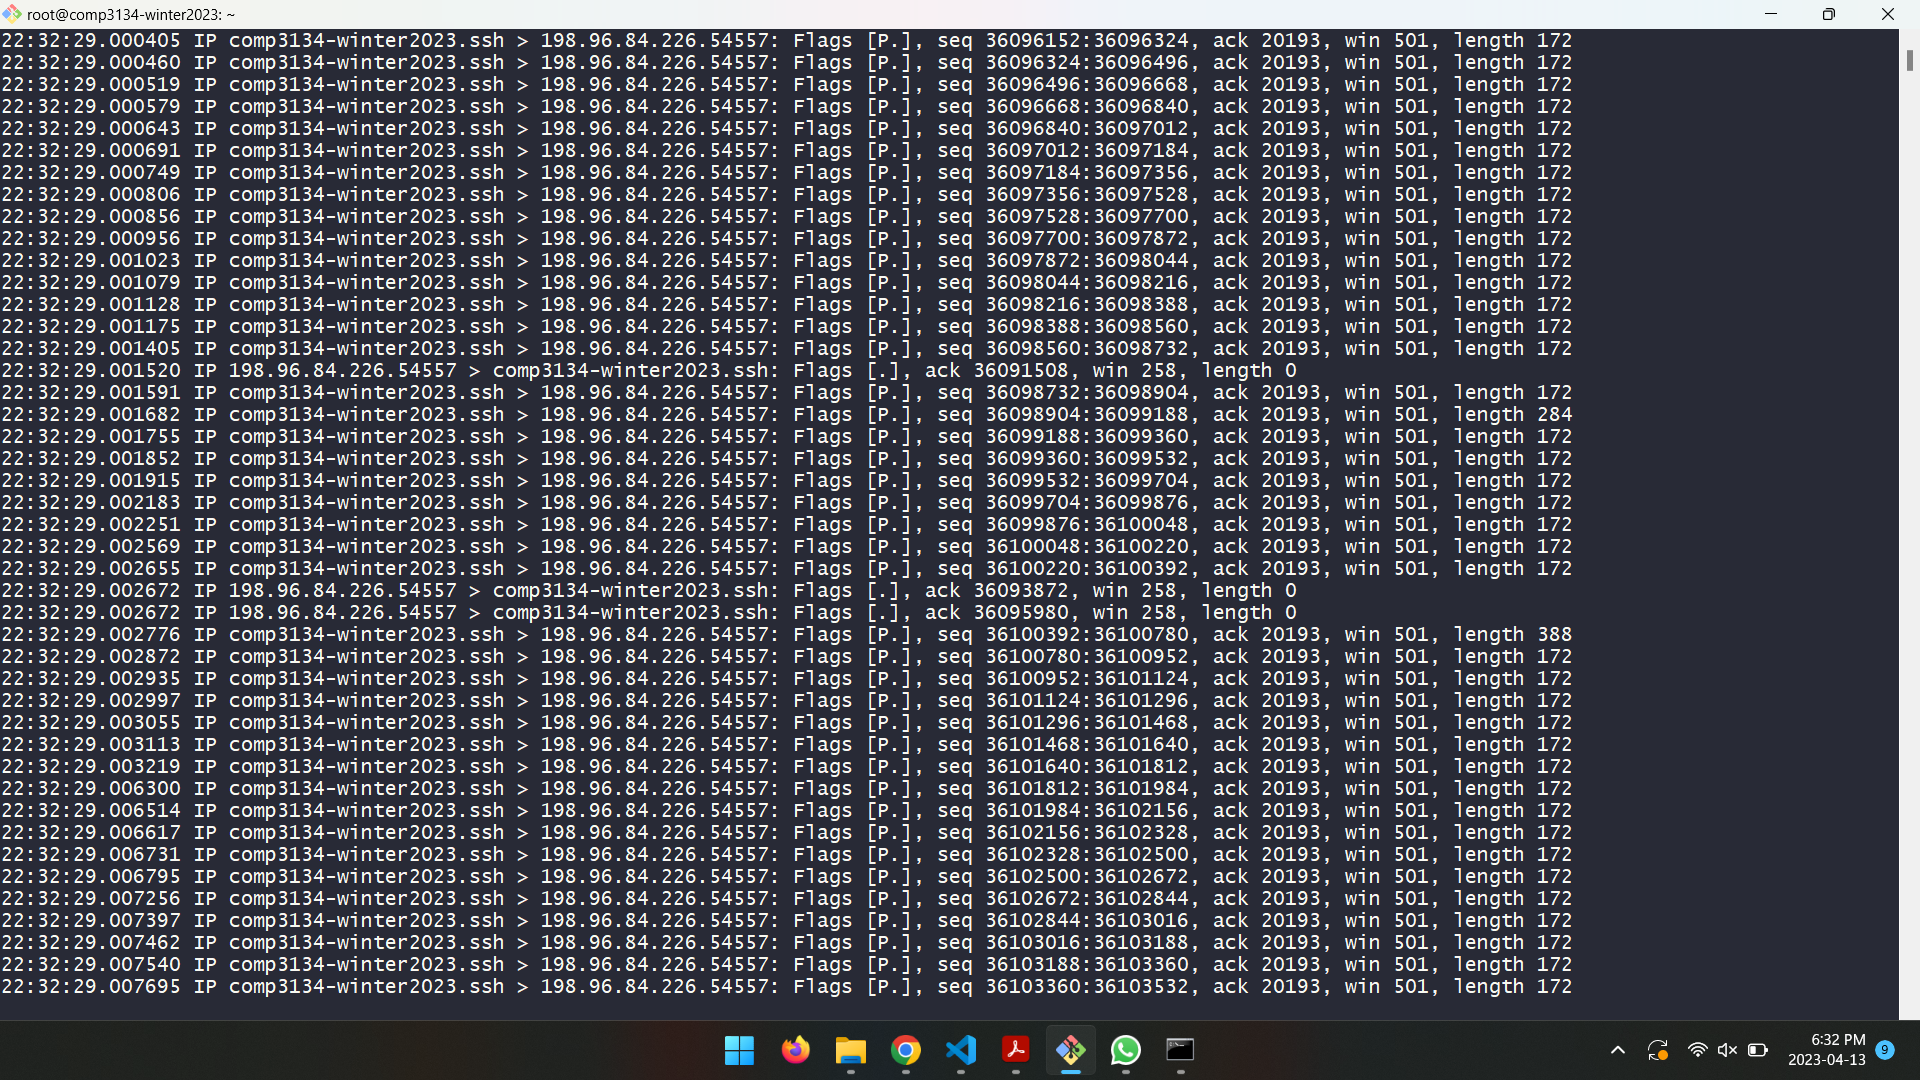 root@comp3134-winter2023: ~
22:32:29.000405 IP comp3134-winter2023.ssh > 198.96.84.226.54557: Flags [P.], seq 36096152:36096324, ack 20193, win 501, length 172
22:32:29.000460 IP comp3134-winter2023.ssh > 198.96.84.226.54557: Flags [P.], seq 36096324:36096496, ack 20193, win 501, length 172
22:32:29.000519 IP comp3134-winter2023.ssh > 198.96.84.226.54557: Flags [P.], seq 36096496:36096668, ack 20193, win 501, length 172
22:32:29.000579 IP comp3134-winter2023.ssh > 198.96.84.226.54557: Flags [P.], seq 36096668:36096840, ack 20193, win 501, length 172
22:32:29.000643 IP comp3134-winter2023.ssh > 198.96.84.226.54557: Flags [P.], seq 36096840:36097012, ack 20193, win 501, length 172
22:32:29.000691 IP comp3134-winter2023.ssh > 198.96.84.226.54557: Flags [P.], seq 36097012:36097184, ack 20193, win 501, length 172
22:32:29.000749 IP comp3134-winter2023.ssh > 198.96.84.226.54557: Flags [P.], seq 36097184:36097356, ack 20193, win 501, length 172
22:32:29.000806 IP comp3134-winter2023.ssh > 198.96.84.226.54557: Flags [P.], seq 36097356:36097528, ack 20193, win 501, length 172
22:32:29.000856 IP comp3134-winter2023.ssh > 198.96.84.226.54557: Flags [P.], seq 36097528:36097700, ack 20193, win 501, length 172
22:32:29.000956 IP comp3134-winter2023.ssh > 198.96.84.226.54557: Flags [P.], seq 36097700:36097872, ack 20193, win 501, length 172
22:32:29.001023 IP comp3134-winter2023.ssh > 198.96.84.226.54557: Flags [P.], seq 36097872:36098044, ack 20193, win 501, length 172
22:32:29.001079 IP comp3134-winter2023.ssh > 198.96.84.226.54557: Flags [P.], seq 36098044:36098216, ack 20193, win 501, length 172
22:32:29.001128 IP comp3134-winter2023.ssh > 198.96.84.226.54557: Flags [P.], seq 36098216:36098388, ack 20193, win 501, length 172
22:32:29.001175 IP comp3134-winter2023.ssh > 198.96.84.226.54557: Flags [P.], seq 36098388:36098560, ack 20193, win 501, length 172
22:32:29.001405 IP comp3134-winter2023.ssh > 198.96.84.226.54557: Flags [P.], seq 36098560:36098732, ack 20193, win 501, length 172
22:32:29.001520 IP 198.96.84.226.54557 > comp3134-winter2023.ssh: Flags [.], ack 36091508, win 258, length 0
22:32:29.001591 IP comp3134-winter2023.ssh > 198.96.84.226.54557: Flags [P.], seq 36098732:36098904, ack 20193, win 501, length 172
22:32:29.001682 IP comp3134-winter2023.ssh > 198.96.84.226.54557: Flags [P.], seq 36098904:36099188, ack 20193, win 501, length 284
22:32:29.001755 IP comp3134-winter2023.ssh > 198.96.84.226.54557: Flags [P.], seq 36099188:36099360, ack 20193, win 501, length 172
22:32:29.001852 IP comp3134-winter2023.ssh > 198.96.84.226.54557: Flags [P.], seq 36099360:36099532, ack 20193, win 501, length 172
22:32:29.001915 IP comp3134-winter2023.ssh > 198.96.84.226.54557: Flags [P.], seq 36099532:36099704, ack 20193, win 501, length 172
22:32:29.002183 IP comp3134-winter2023.ssh > 198.96.84.226.54557: Flags [P.], seq 36099704:36099876, ack 20193, win 501, length 172
22:32:29.002251 IP comp3134-winter2023.ssh > 198.96.84.226.54557: Flags [P.], seq 36099876:36100048, ack 20193, win 501, length 172
22:32:29.002569 IP comp3134-winter2023.ssh > 198.96.84.226.54557: Flags [P.], seq 36100048:36100220, ack 20193, win 501, length 172
22:32:29.002655 IP comp3134-winter2023.ssh > 198.96.84.226.54557: Flags [P.], seq 36100220:36100392, ack 20193, win 501, length 172
22:32:29.002672 IP 198.96.84.226.54557 > comp3134-winter2023.ssh: Flags [.], ack 36093872, win 258, length 0
22:32:29.002672 IP 198.96.84.226.54557 > comp3134-winter2023.ssh: Flags [.], ack 36095980, win 258, length 0
22:32:29.002776 IP comp3134-winter2023.ssh > 198.96.84.226.54557: Flags [P.], seq 36100392:36100780, ack 20193, win 501, length 388
22:32:29.002872 IP comp3134-winter2023.ssh > 198.96.84.226.54557: Flags [P.], seq 36100780:36100952, ack 20193, win 501, length 172
22:32:29.002935 IP comp3134-winter2023.ssh > 198.96.84.226.54557: Flags [P.], seq 36100952:36101124, ack 20193, win 501, length 172
22:32:29.002997 IP comp3134-winter2023.ssh > 198.96.84.226.54557: Flags [P.], seq 36101124:36101296, ack 20193, win 501, length 172
22:32:29.003055 IP comp3134-winter2023.ssh > 198.96.84.226.54557: Flags [P.], seq 36101296:36101468, ack 20193, win 501, length 172
22:32:29.003113 IP comp3134-winter2023.ssh > 198.96.84.226.54557: Flags [P.], seq 36101468:36101640, ack 20193, win 501, length 172
22:32:29.003219 IP comp3134-winter2023.ssh > 198.96.84.226.54557: Flags [P.], seq 36101640:36101812, ack 20193, win 501, length 172
22:32:29.006300 IP comp3134-winter2023.ssh > 198.96.84.226.54557: Flags [P.], seq 36101812:36101984, ack 20193, win 501, length 172
22:32:29.006514 IP comp3134-winter2023.ssh > 198.96.84.226.54557: Flags [P.], seq 36101984:36102156, ack 20193, win 501, length 172
22:32:29.006617 IP comp3134-winter2023.ssh > 198.96.84.226.54557: Flags [P.], seq 36102156:36102328, ack 20193, win 501, length 172
22:32:29.006731 IP comp3134-winter2023.ssh > 198.96.84.226.54557: Flags [P.], seq 36102328:36102500, ack 20193, win 501, length 172
22:32:29.006795 IP comp3134-winter2023.ssh > 198.96.84.226.54557: Flags [P.], seq 36102500:36102672, ack 20193, win 501, length 172
22:32:29.007256 IP comp3134-winter2023.ssh > 198.96.84.226.54557: Flags [P.], seq 36102672:36102844, ack 20193, win 501, length 172
22:32:29.007397 IP comp3134-winter2023.ssh > 198.96.84.226.54557: Flags [P.], seq 36102844:36103016, ack 20193, win 501, length 172
22:32:29.007462 IP comp3134-winter2023.ssh > 198.96.84.226.54557: Flags [P.], seq 36103016:36103188, ack 20193, win 501, length 172
22:32:29.007540 IP comp3134-winter2023.ssh > 198.96.84.226.54557: Flags [P.], seq 36103188:36103360, ack 20193, win 501, length 172
22:32:29.007695 IP comp3134-winter2023.ssh > 198.96.84.226.54557: Flags [P.], seq 36103360:36103532, ack 20193, win 501, length 172
6:32 PM
2023-04-13
9